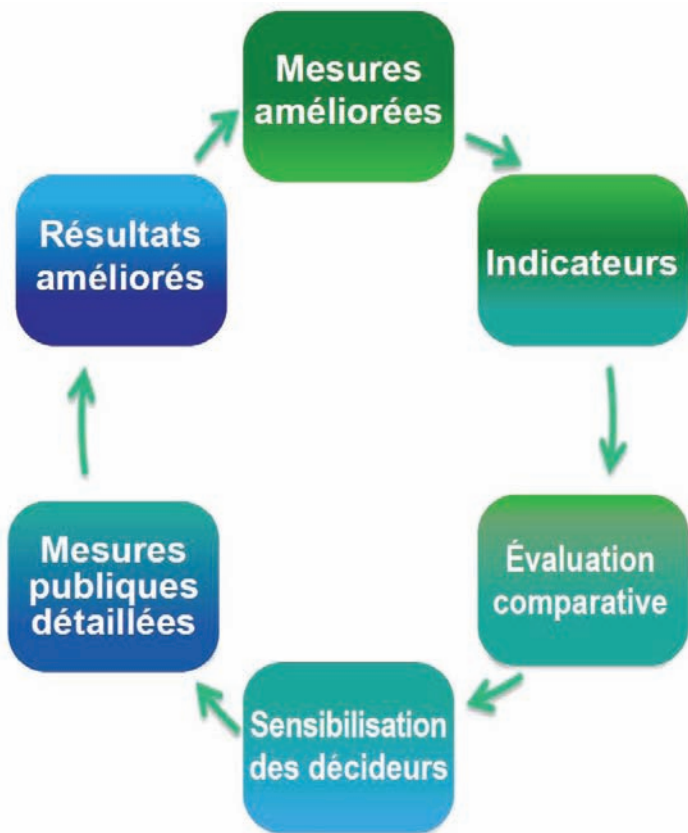 Mesures
améliorées
Indicateurs
Évaluation
comparative
Sensibilisation
des décideurs
Mesures
publiques
détaillées
Résultats
améliorés